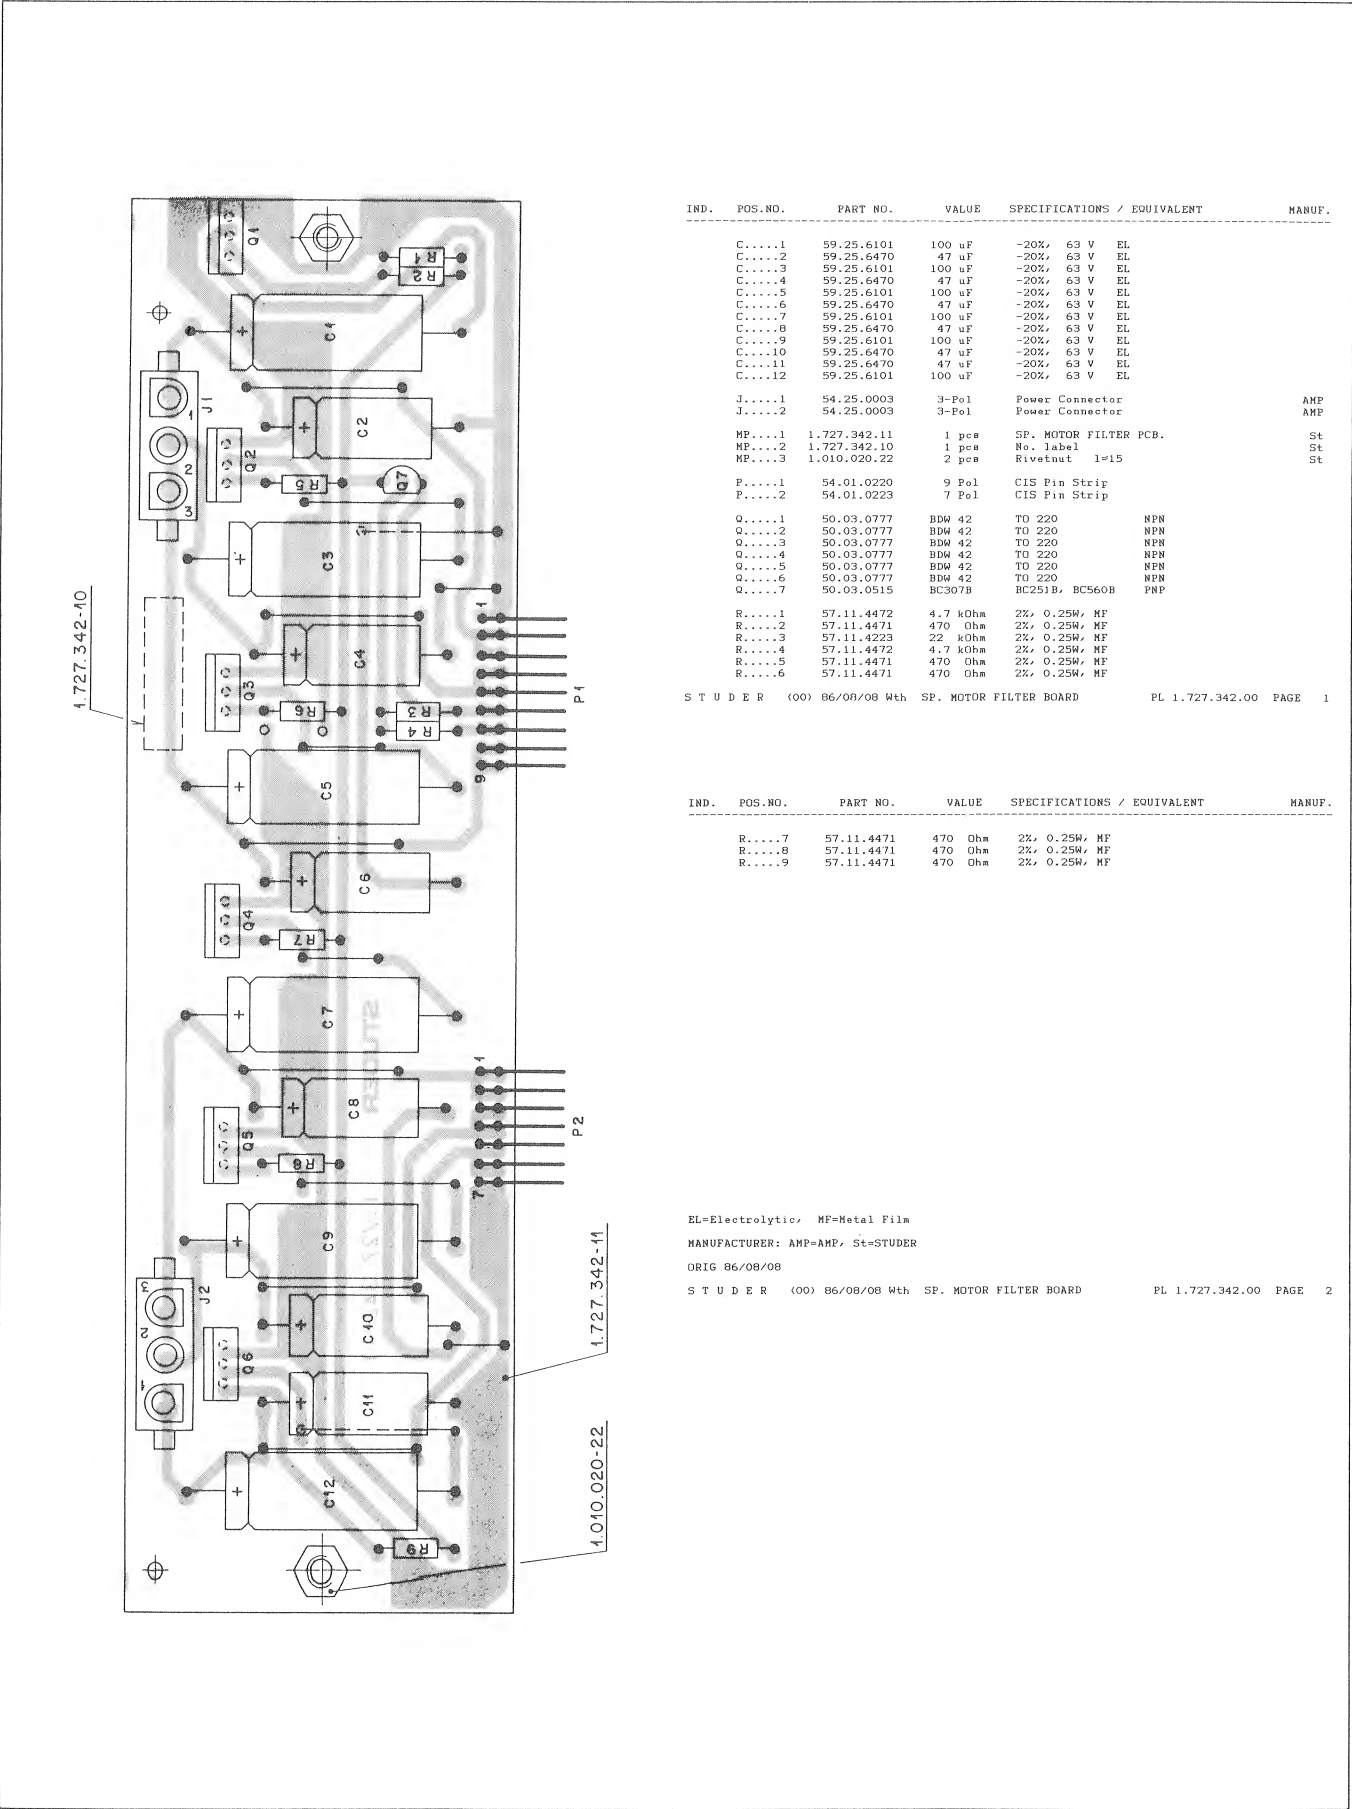 IND. POS.NO. PART NO. VALUE SPECIFICATIONS / EQUIVALENT MANUF.
C.....1 59.25.6101 100 uF -20%, 63 V EL
C.....2 59.25.6470 47 uF -20%, 63 V EL
C.....3 59.25.6101 100 uF -20%, 63 V EL
C.....4 59.25.6470 47 uF -20%, 63 V EL
C.....5 59.25.6101 100 uF -20%, 63 V EL
C.....6 59.25.6470 47 uF -20%, 63 V EL
C.....7 59.25.6101 100 uF -20%, 63 V EL
C.....8 59.25.6470 47 uF -20%, 63 V EL
C.....9 59.25.6101 100 uF -20%, 63 V EL
C....10 59.25.6470 47 uF -20%, 63 V EL
C....11 59.25.6470 47 uF -20%, 63 V EL
C....12 59.25.6101 100 uF -20%, 63 V EL
J.....1 54.25.0003 3-Pol Power Connector AMP
J.....2 54.25.0003 3-Pol Power Connector AMP
MP....1 1.727.342.11 1 pcs SP. MOTOR FILTER PCB. St
MP....2 1.727.342.10 1 pcs No. label St
MP....3 1.010.020.22 2 pcs Rivetnut l=15 St
P.....1 54.01.0220 9 Pol CIS Pin Strip
P.....2 54.01.0223 7 Pol CIS Pin Strip
Q.....1 50.03.0777 BDW 42 TO 220 NPN
Q.....2 50.03.0777 BDW 42 TO 220 NPN
Q.....3 50.03.0777 BDW 42 TO 220 NPN
Q.....4 50.03.0777 BDW 42 TO 220 NPN
Q.....5 50.03.0777 BDW 42 TO 220 NPN
Q.....6 50.03.0777 BDW 42 TO 220 NPN
Q.....7 50.03.0515 BC307B BC251B, BC560B PNP
R.....1 57.11.4472 4.7 kOhm 2%, 0.25W, MF
R.....2 57.11.4471 470 Ohm 2%, 0.25W, MF
R.....3 57.11.4223 22 kOhm 2%, 0.25W, MF
R.....4 57.11.4472 4.7 kOhm 2%, 0.25W, MF
R.....5 57.11.4471 470 Ohm 2%, 0.25W, MF
R.....6 57.11.4471 470 Ohm 2%, 0.25W, MF
S T U D E R (00) 86/08/08 Wth SP. MOTOR FILTER BOARD PL 1.727.342.00 PAGE 1
IND. POS.NO. PART NO. VALUE SPECIFICATIONS / EQUIVALENT MANUF.
R.....7 57.11.4471 470 Ohm 2%, 0.25W, MF
R.....8 57.11.4471 470 Ohm 2%, 0.25W, MF
R.....9 57.11.4471 470 Ohm 2%, 0.25W, MF
EL=Electrolytic, MF=Metal Film
MANUFACTURER: AMP=AMP, St=STUDER
ORIG 86/08/08
S T U D E R (00) 86/08/08 Wth SP. MOTOR FILTER BOARD PL 1.727.342.00 PAGE 2
1.727.342-10
1.727.342-11
1.010.020-22
Q1
R1
R2
C1
J1
1
2
3
C2
Q2
R5
Q7
C3
C4
Q3
R6
R3
R4
P1
1
9
C5
C6
Q4
R7
C7
STUDER
C8
Q5
R8
P2
1
7
C9
J2
3
2
1
C10
Q6
C11
C12
R9